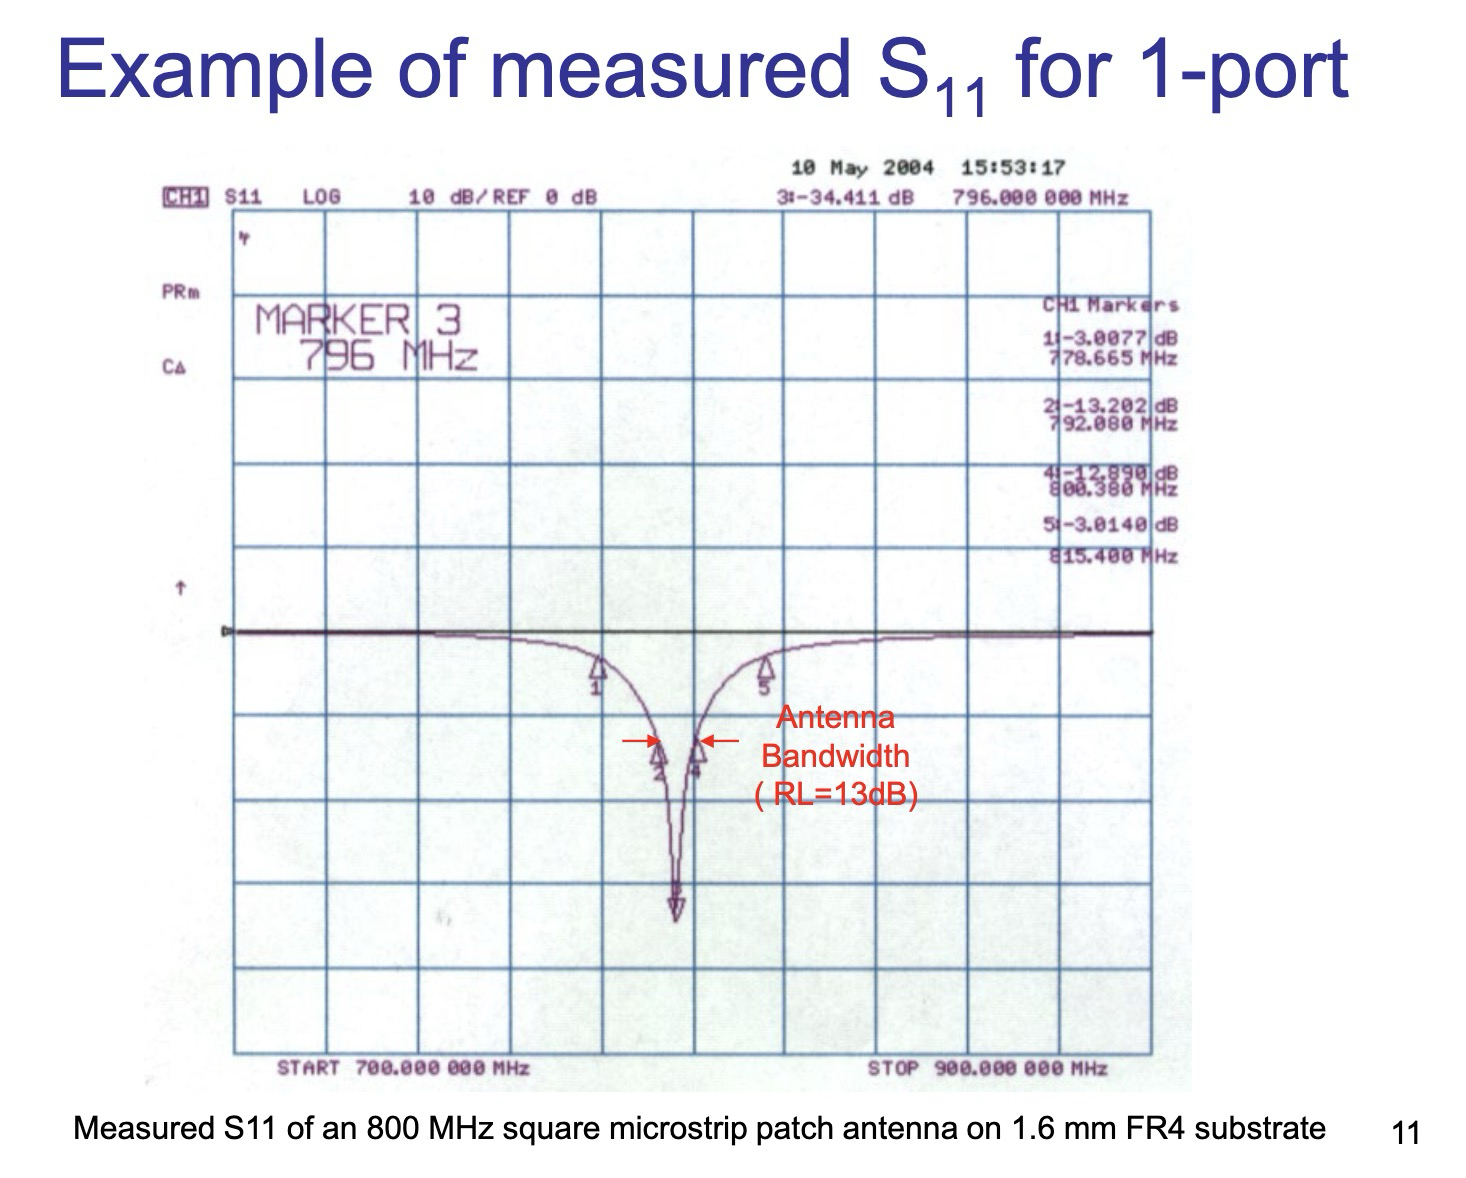 Example of measured S11 for 1-port
10 May 2004 15:53:17
CH1 S11 LOG 10 dB/REF 0 dB 3:-34.411 dB 796.000 000 MHz
PRm
MARKER 3
796 MHz
CΔ
CH1 Markers
1:-3.0077 dB
778.665 MHz
2:-13.202 dB
792.080 MHz
4:-12.890 dB
800.380 MHz
5:-3.0140 dB
815.400 MHz
↑
1
5
2
4
Antenna
Bandwidth
( RL=13dB)
START 700.000 000 MHz STOP 900.000 000 MHz
Measured S11 of an 800 MHz square microstrip patch antenna on 1.6 mm FR4 substrate
11